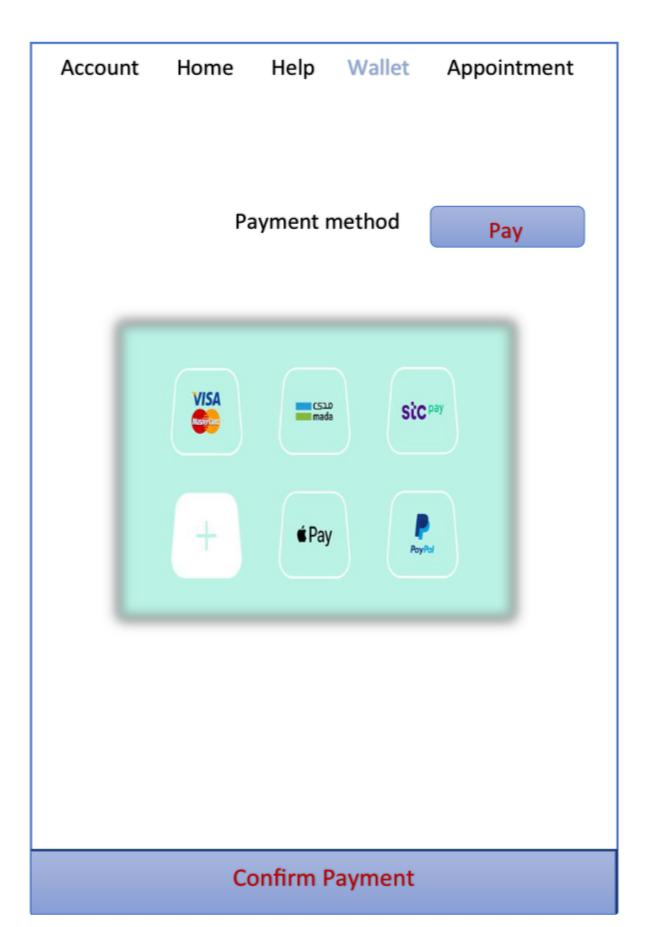 Account Home Help Wallet Appointment
Payment method Pay
VISA
MasterCard
مدى
mada
stc pay
+
Pay
PayPal
Confirm Payment